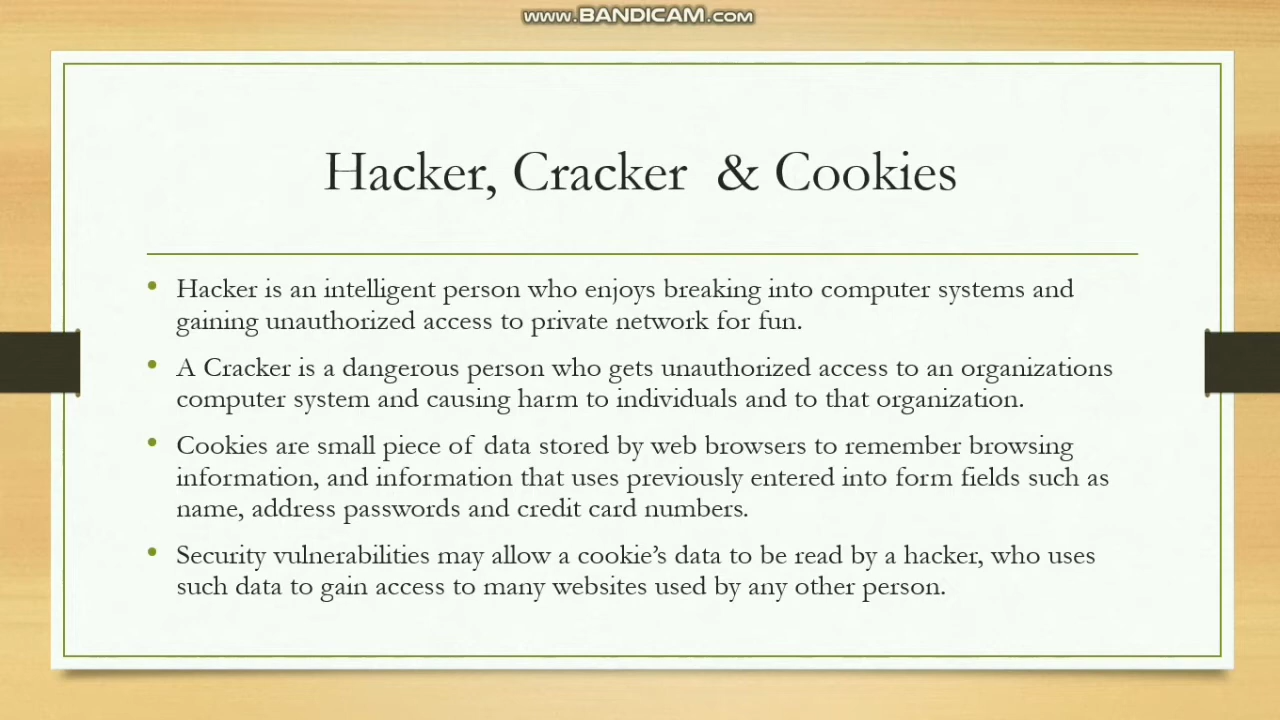 www.BANDICAM.com
Hacker, Cracker & Cookies
• Hacker is an intelligent person who enjoys breaking into computer systems and
gaining unauthorized access to private network for fun.
• A Cracker is a dangerous person who gets unauthorized access to an organizations
computer system and causing harm to individuals and to that organization.
• Cookies are small piece of data stored by web browsers to remember browsing
information, and information that uses previously entered into form fields such as
name, address passwords and credit card numbers.
• Security vulnerabilities may allow a cookie’s data to be read by a hacker, who uses
such data to gain access to many websites used by any other person.